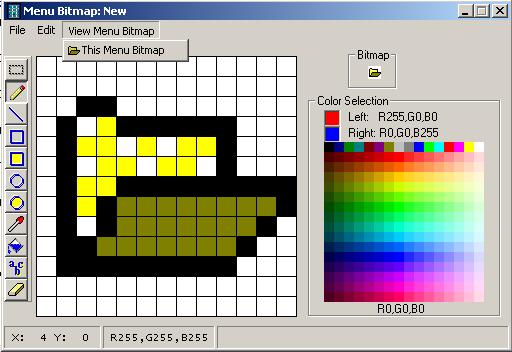 Menu Bitmap: New
File Edit View Menu Bitmap
This Menu Bitmap
Bitmap
Color Selection
Left: R255,G0,B0
Right: R0,G0,B255
abc
R0,G0,B0
X: 4 Y: 0 R255,G255,B255